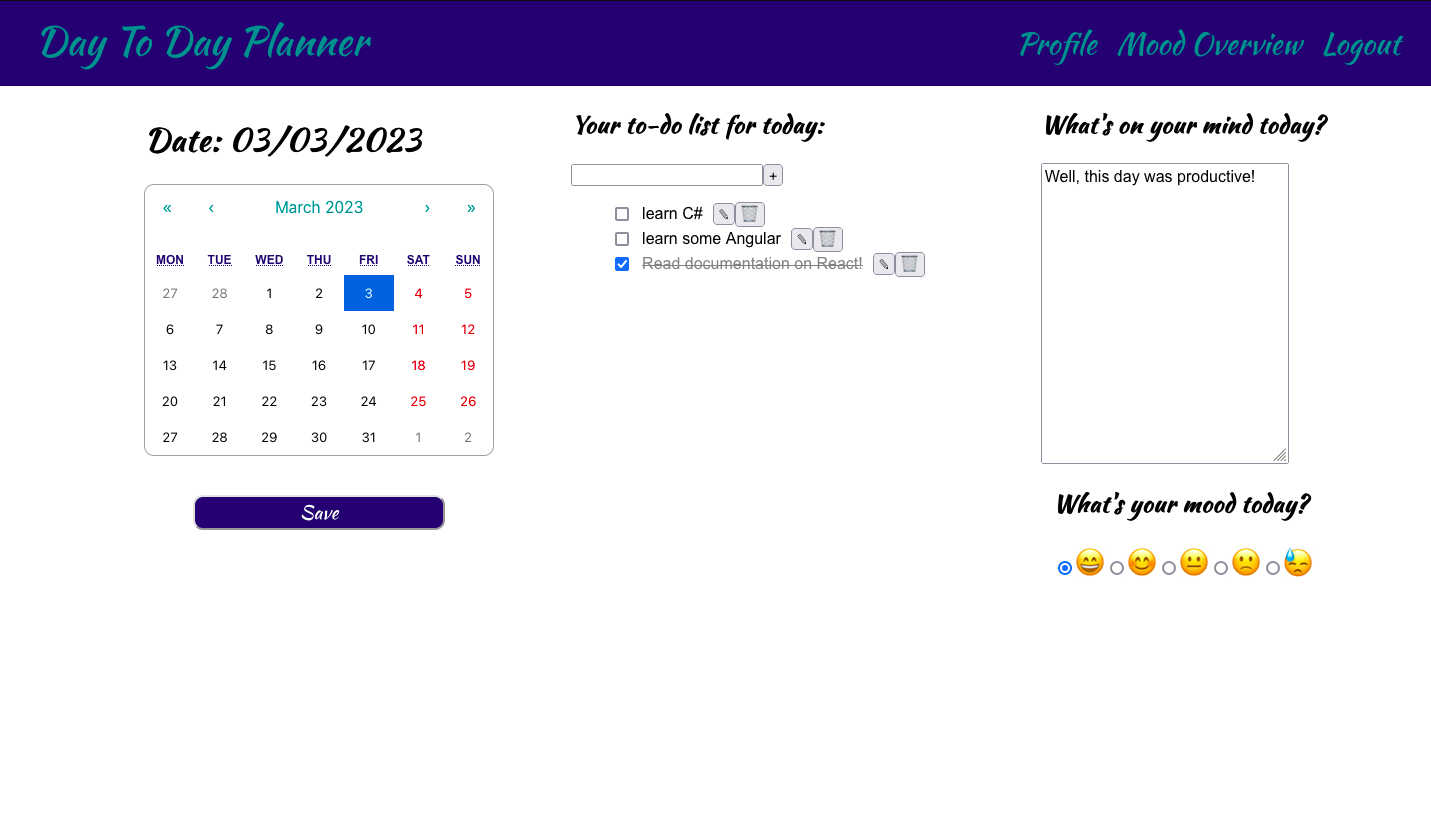 Day To Day Planner
Profile Mood Overview Logout
Date: 03/03/2023
« ‹ March 2023 › »
MON TUE WED THU FRI SAT SUN
27 28 1 2 3 4 5
6 7 8 9 10 11 12
13 14 15 16 17 18 19
20 21 22 23 24 25 26
27 28 29 30 31 1 2
Save
Your to-do list for today:
+
learn C#
learn some Angular
Read documentation on React!
What's on your mind today?
Well, this day was productive!
What's your mood today?